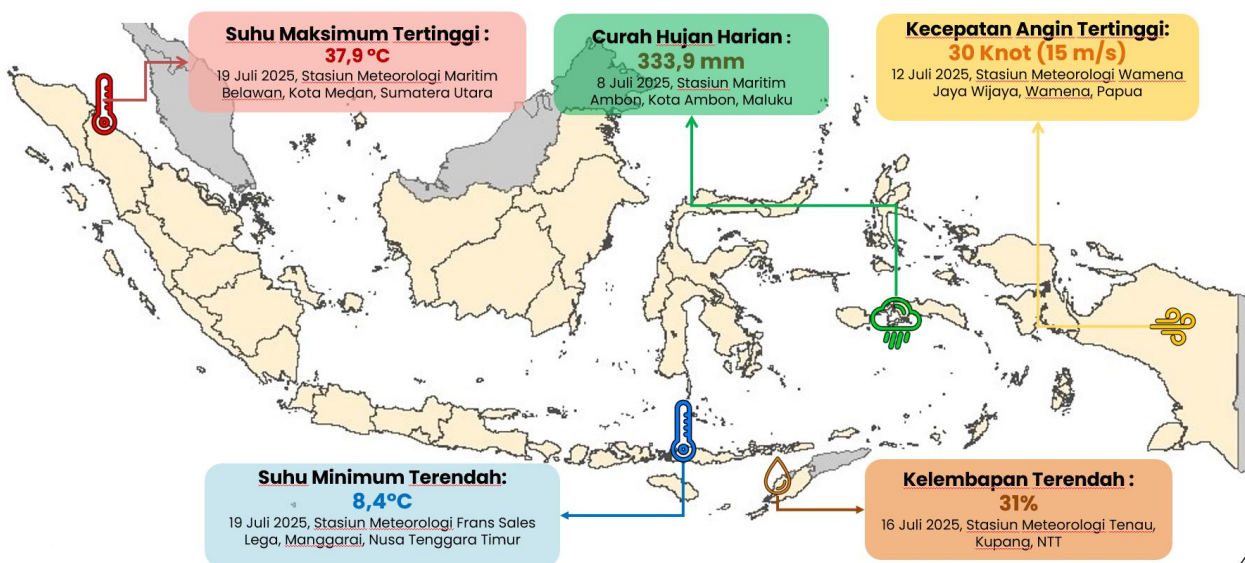 Suhu Maksimum Tertinggi :
37,9 °C
19 Juli 2025, Stasiun Meteorologi Maritim
Belawan, Kota Medan, Sumatera Utara
Curah Hujan Harian :
333,9 mm
8 Juli 2025, Stasiun Maritim
Ambon, Kota Ambon, Maluku
Kecepatan Angin Tertinggi:
30 Knot (15 m/s)
12 Juli 2025, Stasiun Meteorologi Wamena
Jaya Wijaya, Wamena, Papua
Suhu Minimum Terendah:
8,4°C
19 Juli 2025, Stasiun Meteorologi Frans Sales
Lega, Manggarai, Nusa Tenggara Timur
Kelembapan Terendah :
31%
16 Juli 2025, Stasiun Meteorologi Tenau,
Kupang, NTT